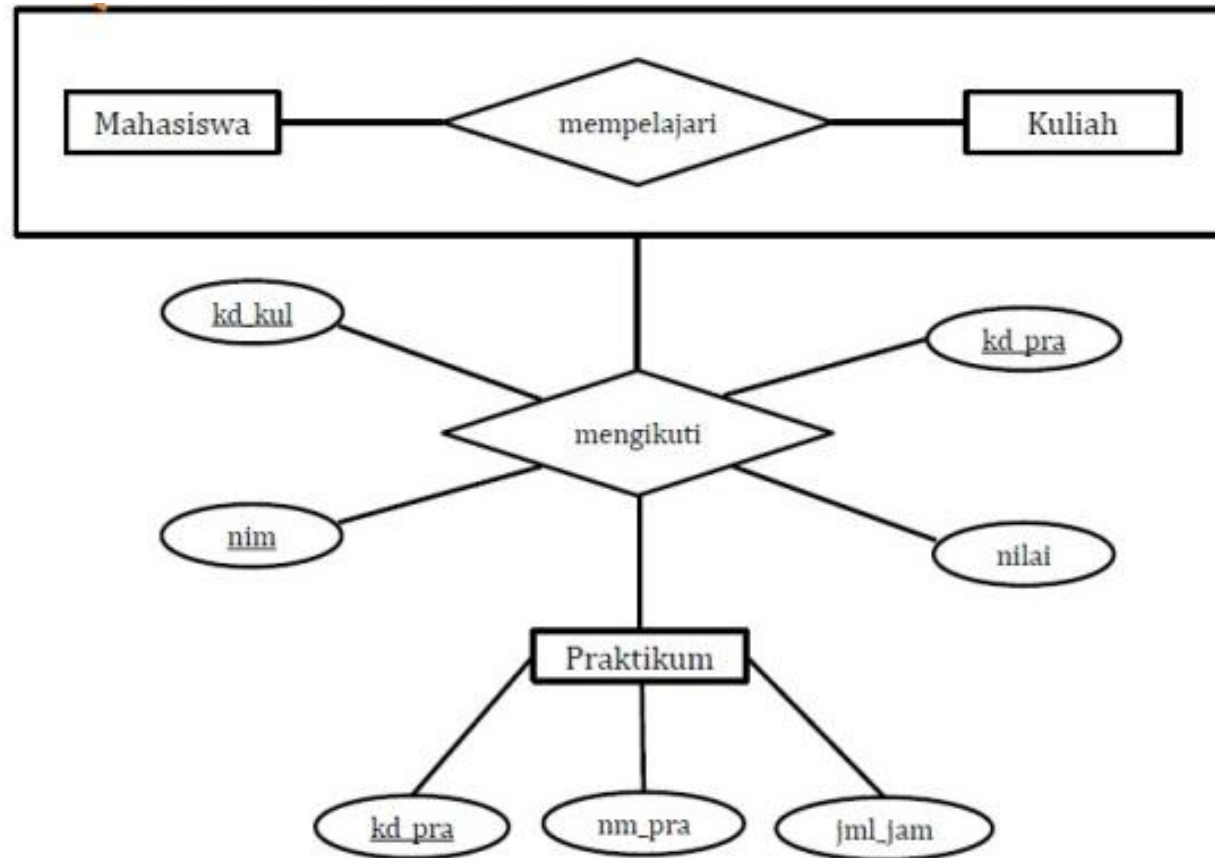 Mahasiswa
mempelajari
Kuliah
kd_kul
kd_pra
mengikuti
nim
nilai
Praktikum
kd_pra
nm_pra
jml_jam